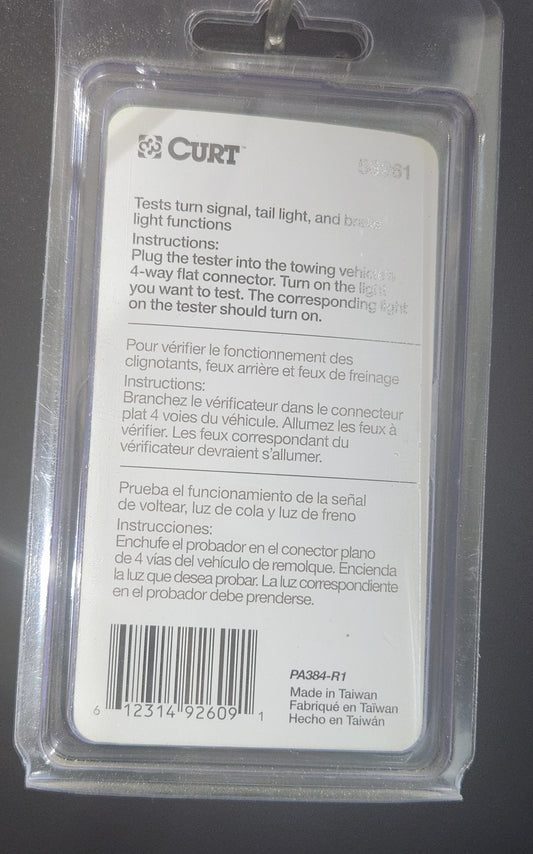 CURT™
Tests turn signal, tail light, and brake
light functions
Instructions:
Plug the tester into the towing vehicle's
4-way flat connector. Turn on the light
you want to test. The corresponding light
on the tester should turn on.
Pour vérifier le fonctionnement des
clignotants, feux arrière et feux de freinage
Instructions:
Branchez le vérificateur dans le connecteur
plat 4 voies du véhicule. Allumez les feux à
vérifier. Les feux correspondant du
vérificateur devraient s'allumer.
Prueba el funcionamiento de la señal
de voltear, luz de cola y luz de freno
Instrucciones:
Enchufe el probador en el conector plano
de 4 vías del vehículo de remolque. Encienda
la luz que desea probar. La luz correspondiente
en el probador debe prenderse.
6 12314 92609 1
PA384-R1
Made in Taiwan
Fabriqué en Taïwan
Hecho en Taiwán